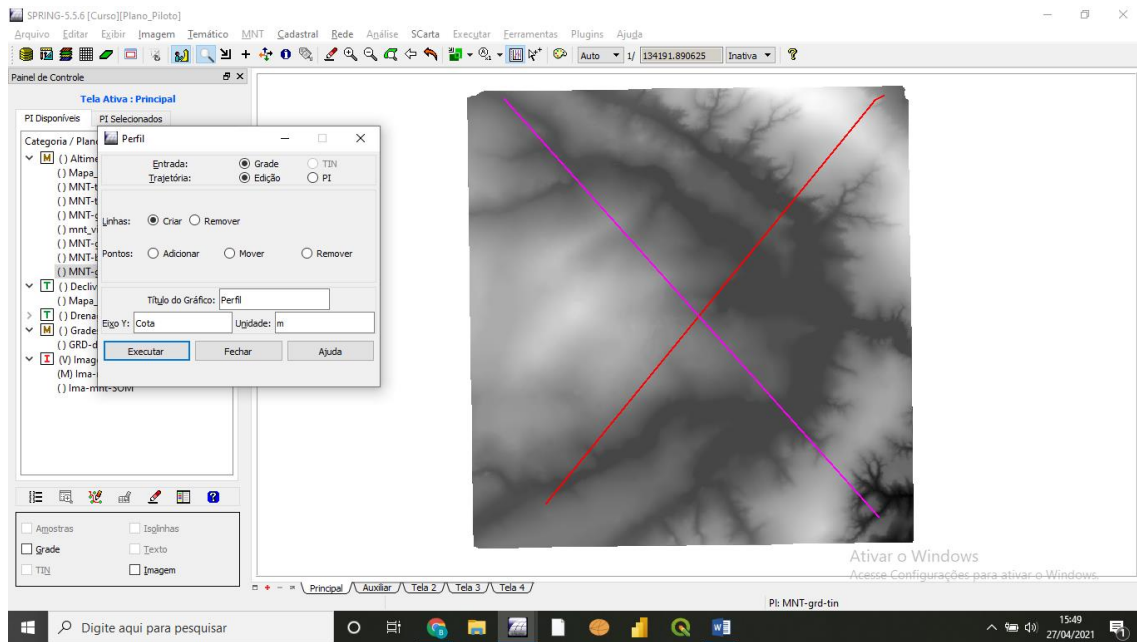 SPRING-5.5.6 [Curso][Plano_Piloto]
Arquivo Editar Exibir Imagem Temático MNT Cadastral Rede Análise SCarta Executar Ferramentas Plugins Ajuda
Auto 1/ 134191.890625 Inativa
Painel de Controle
Tela Ativa : Principal
PI Disponíveis PI Selecionados
Categoria / Plano
Perfil
Entrada: Grade TIN
Trajetória: Edição PI
Linhas: Criar Remover
Pontos: Adicionar Mover Remover
Título do Gráfico: Perfil
Eixo Y: Cota Unidade: m
Executar Fechar Ajuda
M () Altime
() Mapa_
() MNT-t
() MNT-t
() MNT-g
() mnt_v
() MNT-g
() MNT-
() MNT-g
T () Decliv
() Mapa_
T () Drena
M () Grade
() GRD-d
I (V) Imag
(M) Ima-
() Ima-mnt-SOM
Amostras Isolinhas
Grade Texto
TIN Imagem
Principal Auxiliar Tela 2 Tela 3 Tela 4
Ativar o Windows
Acesse Configurações para ativar o Windows.
PI: MNT-grd-tin
Digite aqui para pesquisar
15:49
27/04/2021